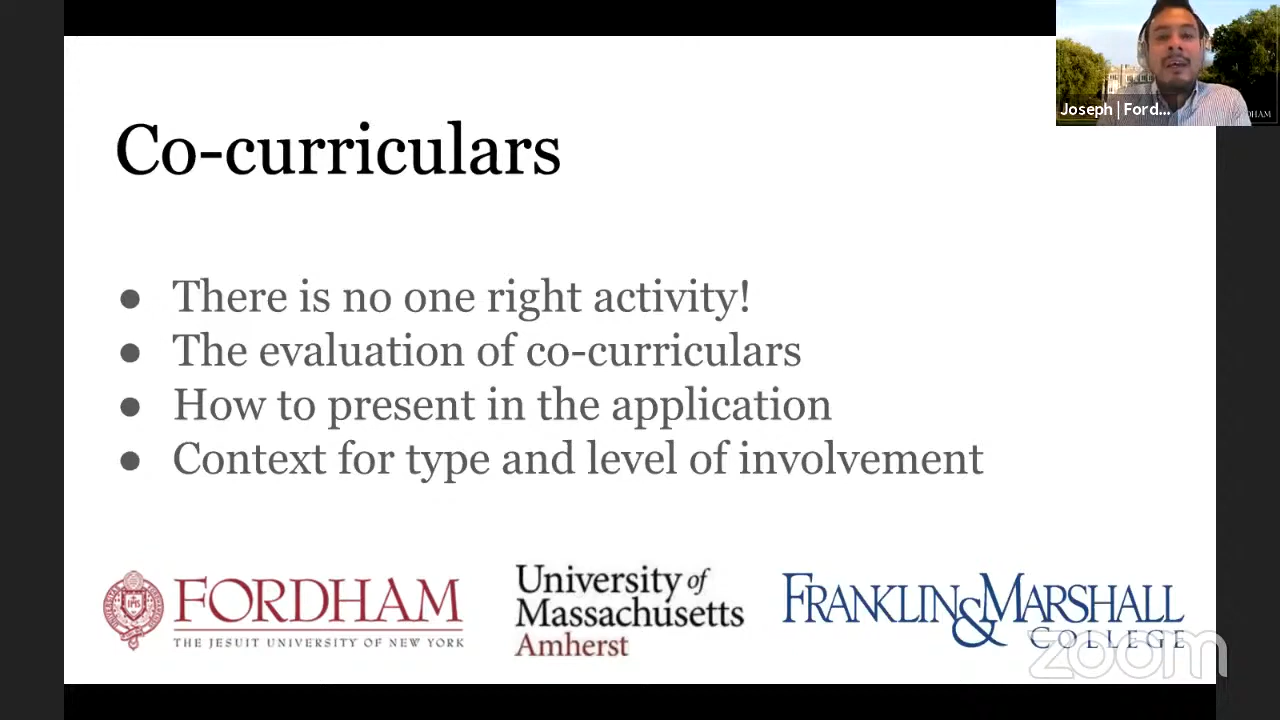 Joseph | Ford...
HAM
Co-curriculars
● There is no one right activity!
● The evaluation of co-curriculars
● How to present in the application
● Context for type and level of involvement
FORDHAM
THE JESUIT UNIVERSITY OF NEW YORK
University of
Massachusetts
Amherst
FRANKLIN & MARSHALL
COLLEGE
zoom